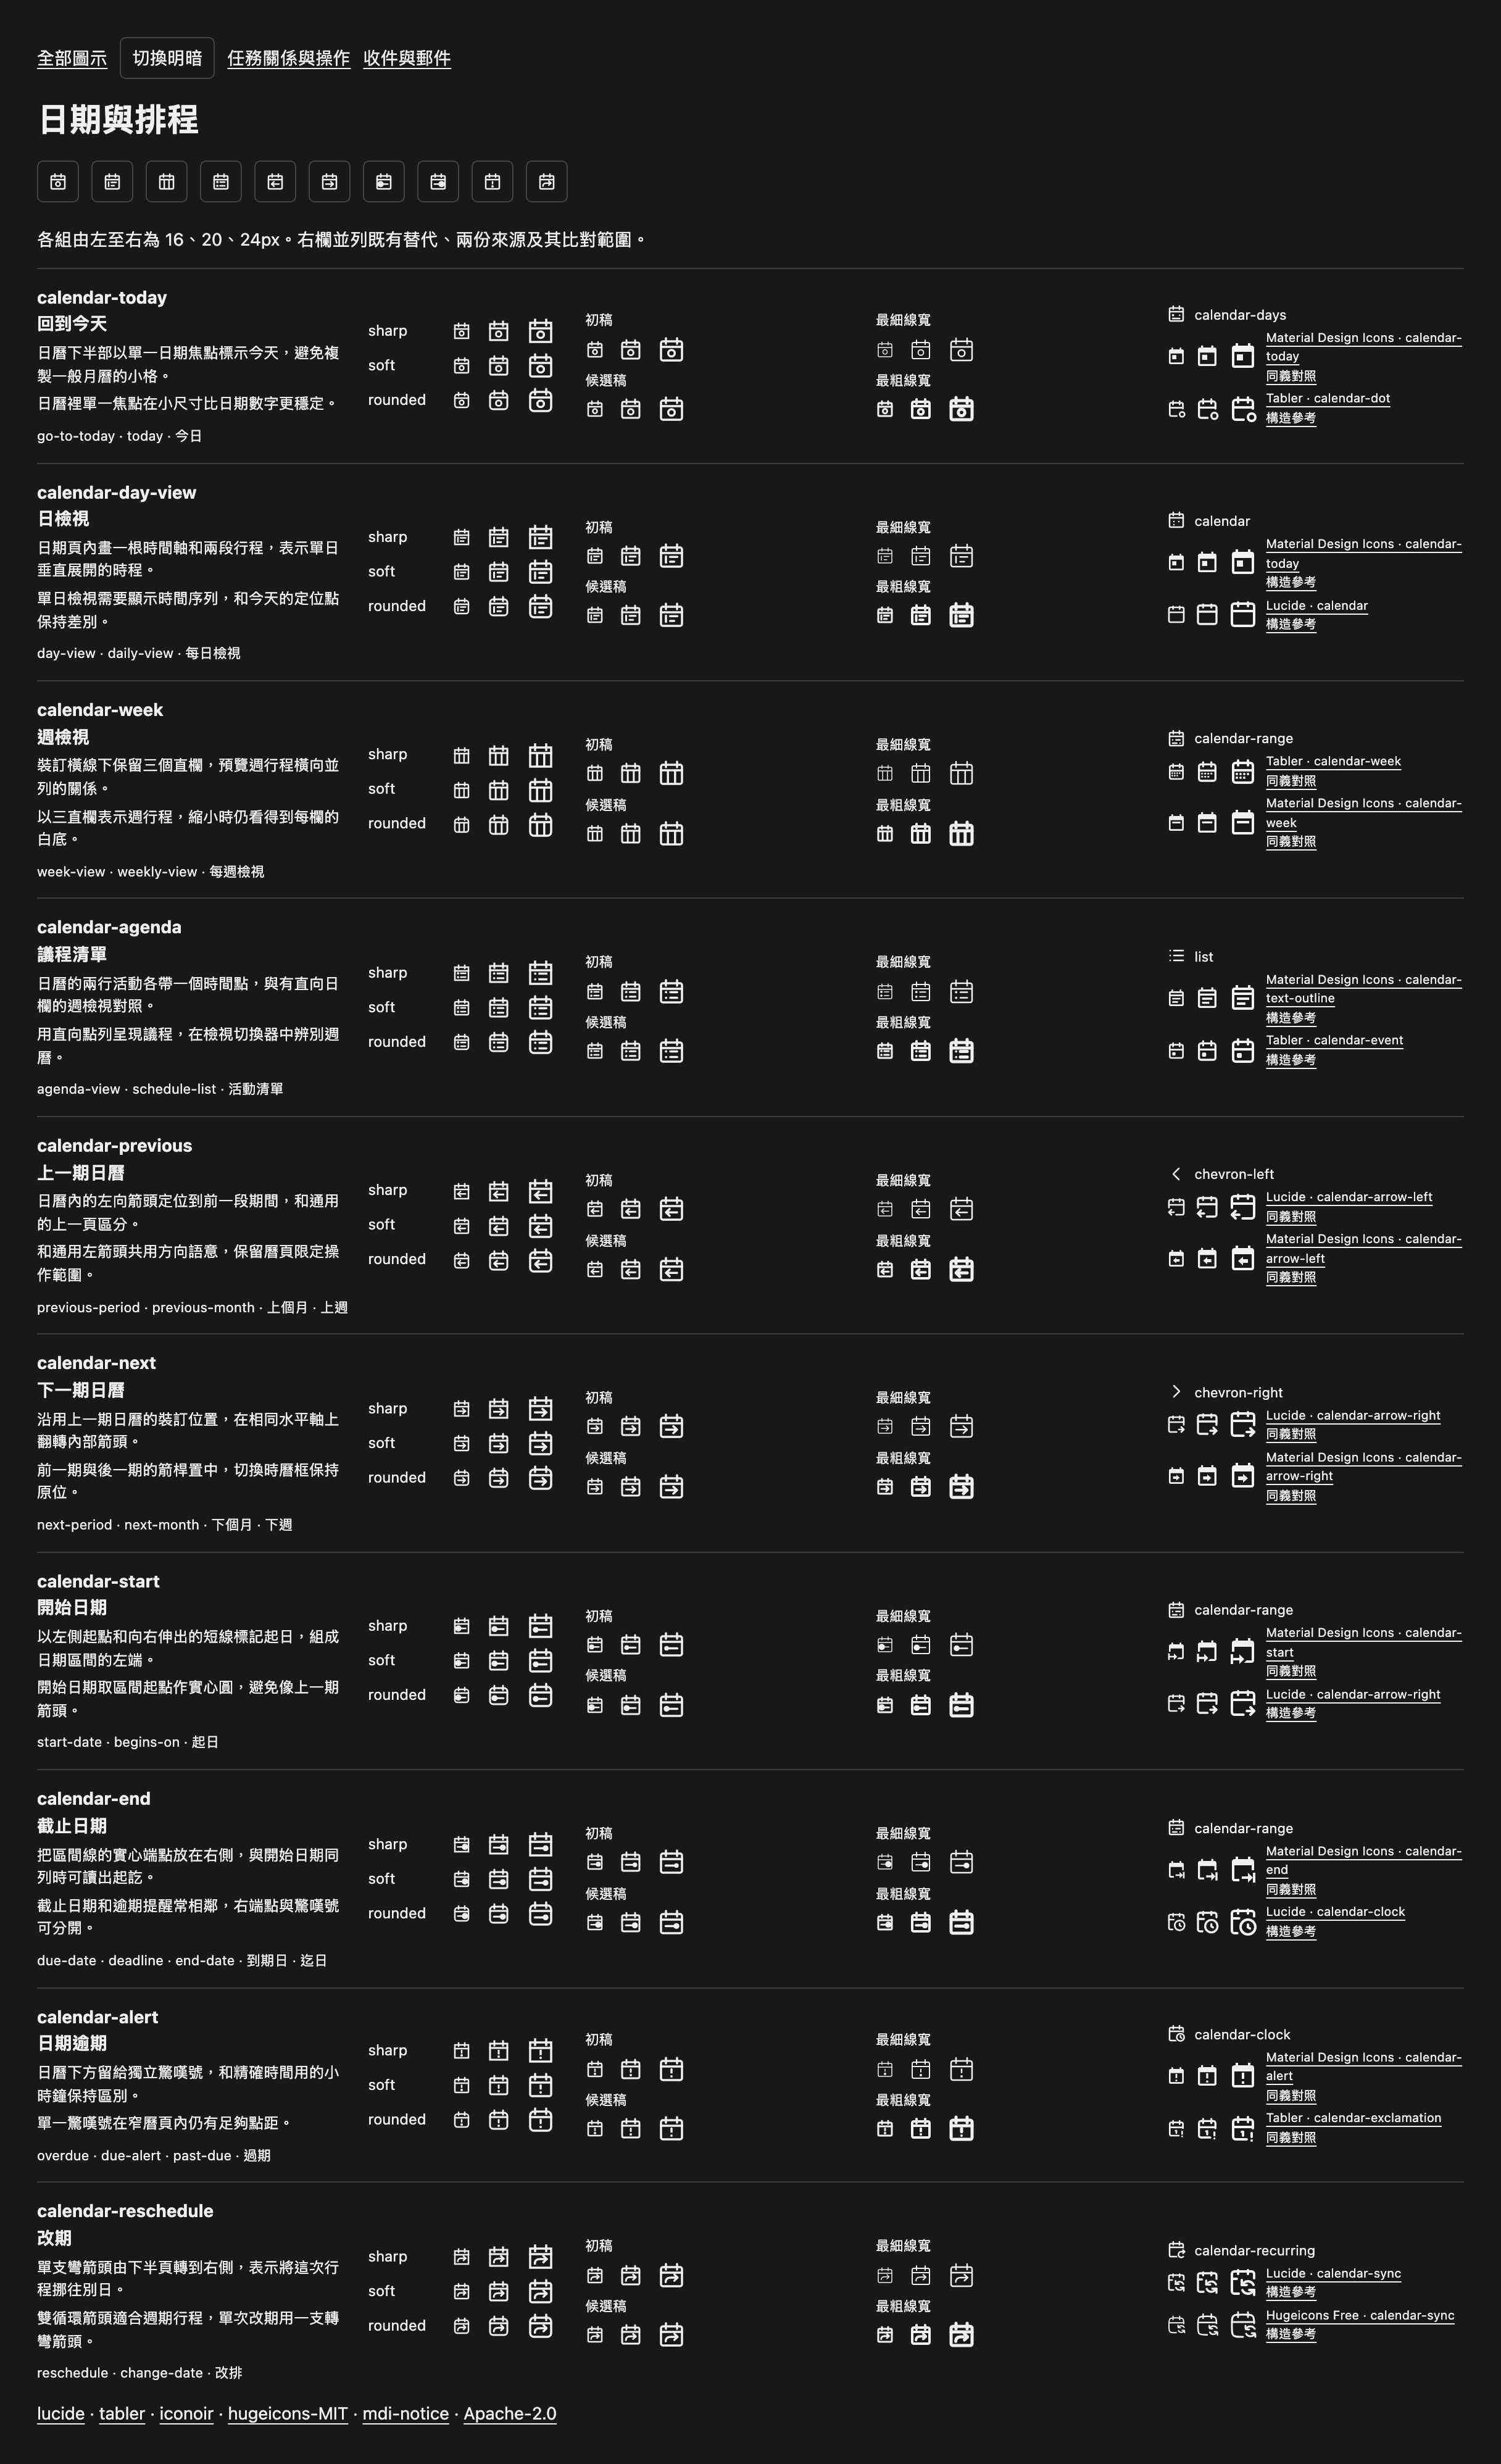 全部圖示 切換明暗 任務關係與操作 收件與郵件
日期與排程
各組由左至右為 16、20、24px。右欄並列既有替代、兩份來源及其比對範圍。
calendar-today
回到今天
日曆下半部以單一日期焦點標示今天，避免複
製一般月曆的小格。
日曆裡單一焦點在小尺寸比日期數字更穩定。
go-to-today · today · 今日
sharp
soft
rounded
初稿
候選稿
最細線寬
最粗線寬
calendar-days
Material Design Icons · calendar-
today
同義對照
Tabler · calendar-dot
構造參考
calendar-day-view
日檢視
日期頁內畫一根時間軸和兩段行程，表示單日
垂直展開的時程。
單日檢視需要顯示時間序列，和今天的定位點
保持差別。
day-view · daily-view · 每日檢視
sharp
soft
rounded
初稿
候選稿
最細線寬
最粗線寬
calendar
Material Design Icons · calendar-
today
構造參考
Lucide · calendar
構造參考
calendar-week
週檢視
裝訂橫線下保留三個直欄，預覽週行程橫向並
列的關係。
以三直欄表示週行程，縮小時仍看得到每欄的
白底。
week-view · weekly-view · 每週檢視
sharp
soft
rounded
初稿
候選稿
最細線寬
最粗線寬
calendar-range
Tabler · calendar-week
同義對照
Material Design Icons · calendar-
week
同義對照
calendar-agenda
議程清單
日曆的兩行活動各帶一個時間點，與有直向日
欄的週檢視對照。
用直向點列呈現議程，在檢視切換器中辨別週
曆。
agenda-view · schedule-list · 活動清單
sharp
soft
rounded
初稿
候選稿
最細線寬
最粗線寬
list
Material Design Icons · calendar-
text-outline
構造參考
Tabler · calendar-event
構造參考
calendar-previous
上一期日曆
日曆內的左向箭頭定位到前一段期間，和通用
的上一頁區分。
和通用左箭頭共用方向語意，保留曆頁限定操
作範圍。
previous-period · previous-month · 上個月 · 上週
sharp
soft
rounded
初稿
候選稿
最細線寬
最粗線寬
chevron-left
Lucide · calendar-arrow-left
同義對照
Material Design Icons · calendar-
arrow-left
同義對照
calendar-next
下一期日曆
沿用上一期日曆的裝訂位置，在相同水平軸上
翻轉內部箭頭。
前一期與後一期的箭桿置中，切換時曆框保持
原位。
next-period · next-month · 下個月 · 下週
sharp
soft
rounded
初稿
候選稿
最細線寬
最粗線寬
chevron-right
Lucide · calendar-arrow-right
同義對照
Material Design Icons · calendar-
arrow-right
同義對照
calendar-start
開始日期
以左側起點和向右伸出的短線標記起日，組成
日期區間的左端。
開始日期取區間起點作實心圓，避免像上一期
箭頭。
start-date · begins-on · 起日
sharp
soft
rounded
初稿
候選稿
最細線寬
最粗線寬
calendar-range
Material Design Icons · calendar-
start
同義對照
Lucide · calendar-arrow-right
構造參考
calendar-end
截止日期
把區間線的實心端點放在右側，與開始日期同
列時可讀出起訖。
截止日期和逾期提醒常相鄰，右端點與驚嘆號
可分開。
due-date · deadline · end-date · 到期日 · 迄日
sharp
soft
rounded
初稿
候選稿
最細線寬
最粗線寬
calendar-range
Material Design Icons · calendar-
end
同義對照
Lucide · calendar-clock
構造參考
calendar-alert
日期逾期
日曆下方留給獨立驚嘆號，和精確時間用的小
時鐘保持區別。
單一驚嘆號在窄曆頁內仍有足夠點距。
overdue · due-alert · past-due · 過期
sharp
soft
rounded
初稿
候選稿
最細線寬
最粗線寬
calendar-clock
Material Design Icons · calendar-
alert
同義對照
Tabler · calendar-exclamation
同義對照
calendar-reschedule
改期
單支彎箭頭由下半頁轉到右側，表示將這次行
程挪往別日。
雙循環箭頭適合週期行程，單次改期用一支轉
彎箭頭。
reschedule · change-date · 改排
sharp
soft
rounded
初稿
候選稿
最細線寬
最粗線寬
calendar-recurring
Lucide · calendar-sync
構造參考
Hugeicons Free · calendar-sync
構造參考
lucide · tabler · iconoir · hugeicons-MIT · mdi-notice · Apache-2.0